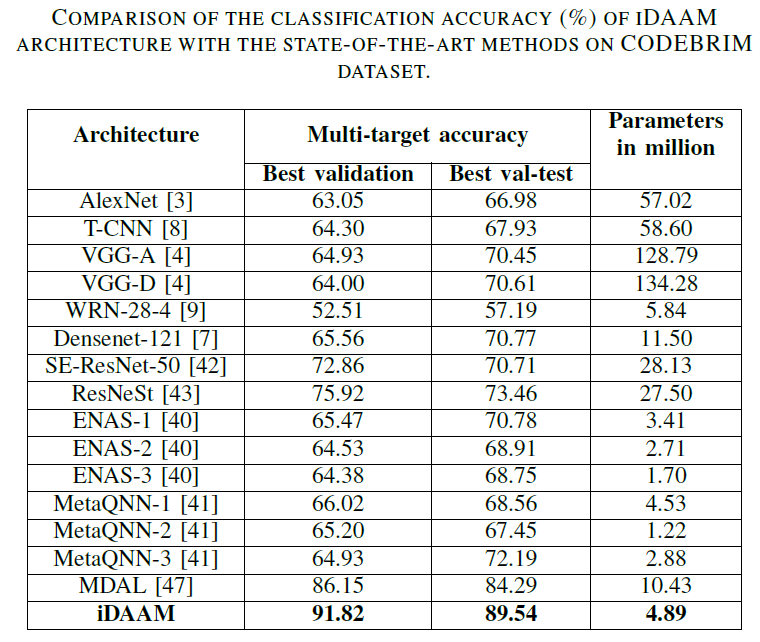 COMPARISON OF THE CLASSIFICATION ACCURACY (%) OF IDAAM
ARCHITECTURE WITH THE STATE-OF-THE-ART METHODS ON CODEBRIM
DATASET.
Architecture Multi-target accuracy Parameters in million
Best validation Best val-test
AlexNet [3] 63.05 66.98 57.02
T-CNN [8] 64.30 67.93 58.60
VGG-A [4] 64.93 70.45 128.79
VGG-D [4] 64.00 70.61 134.28
WRN-28-4 [9] 52.51 57.19 5.84
Densenet-121 [7] 65.56 70.77 11.50
SE-ResNet-50 [42] 72.86 70.71 28.13
ResNeSt [43] 75.92 73.46 27.50
ENAS-1 [40] 65.47 70.78 3.41
ENAS-2 [40] 64.53 68.91 2.71
ENAS-3 [40] 64.38 68.75 1.70
MetaQNN-1 [41] 66.02 68.56 4.53
MetaQNN-2 [41] 65.20 67.45 1.22
MetaQNN-3 [41] 64.93 72.19 2.88
MDAL [47] 86.15 84.29 10.43
iDAAM 91.82 89.54 4.89